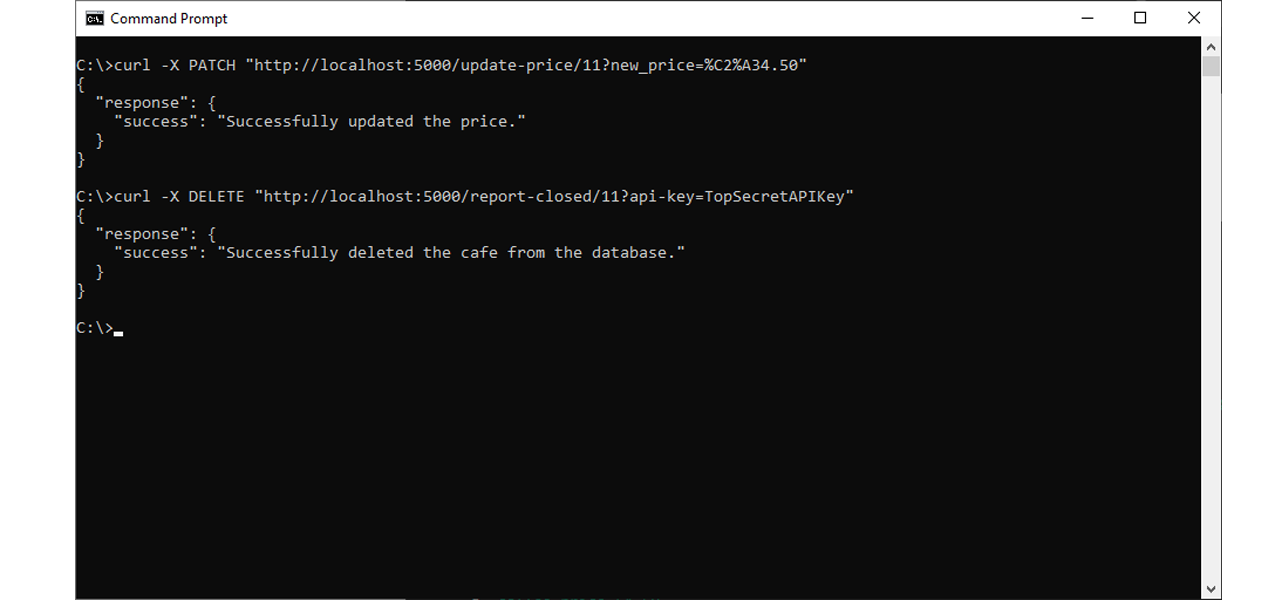 Command Prompt
C:\>curl -X PATCH "http://localhost:5000/update-price/11?new_price=%C2%A34.50"
{
  "response": {
    "success": "Successfully updated the price."
  }
}
C:\>curl -X DELETE "http://localhost:5000/report-closed/11?api-key=TopSecretAPIKey"
{
  "response": {
    "success": "Successfully deleted the cafe from the database."
  }
}
C:\>